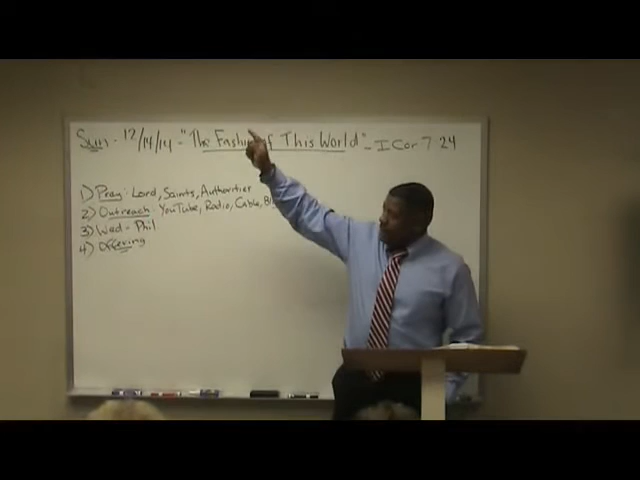 Sun - 12/14/14 - "The Fashion of This World" - I Cor 7 24
1) Pray: Lord, Saints, Authorities
2) Outreach YouTube, Radio, Cable,
3) Wed - Phil
4) Offering